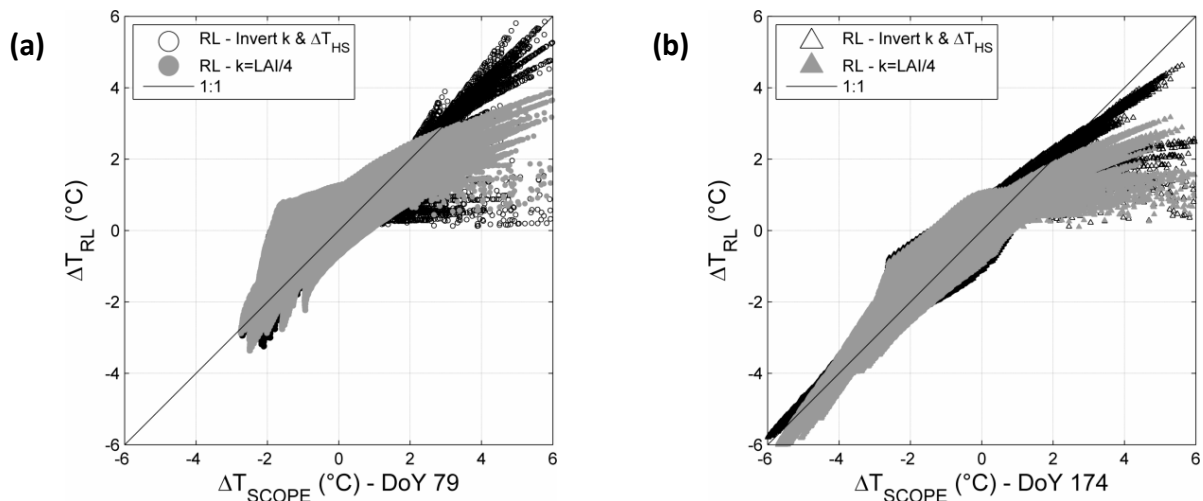 (a)
RL - Invert k & ΔT_HS
RL - k=LAI/4
1:1
6
4
2
0
-2
-4
-6
ΔT_RL (°C)
-6 -4 -2 0 2 4 6
ΔT_SCOPE (°C) - DoY 79
(b)
RL - Invert k & ΔT_HS
RL - k=LAI/4
1:1
6
4
2
0
-2
-4
-6
ΔT_RL (°C)
-6 -4 -2 0 2 4 6
ΔT_SCOPE (°C) - DoY 174